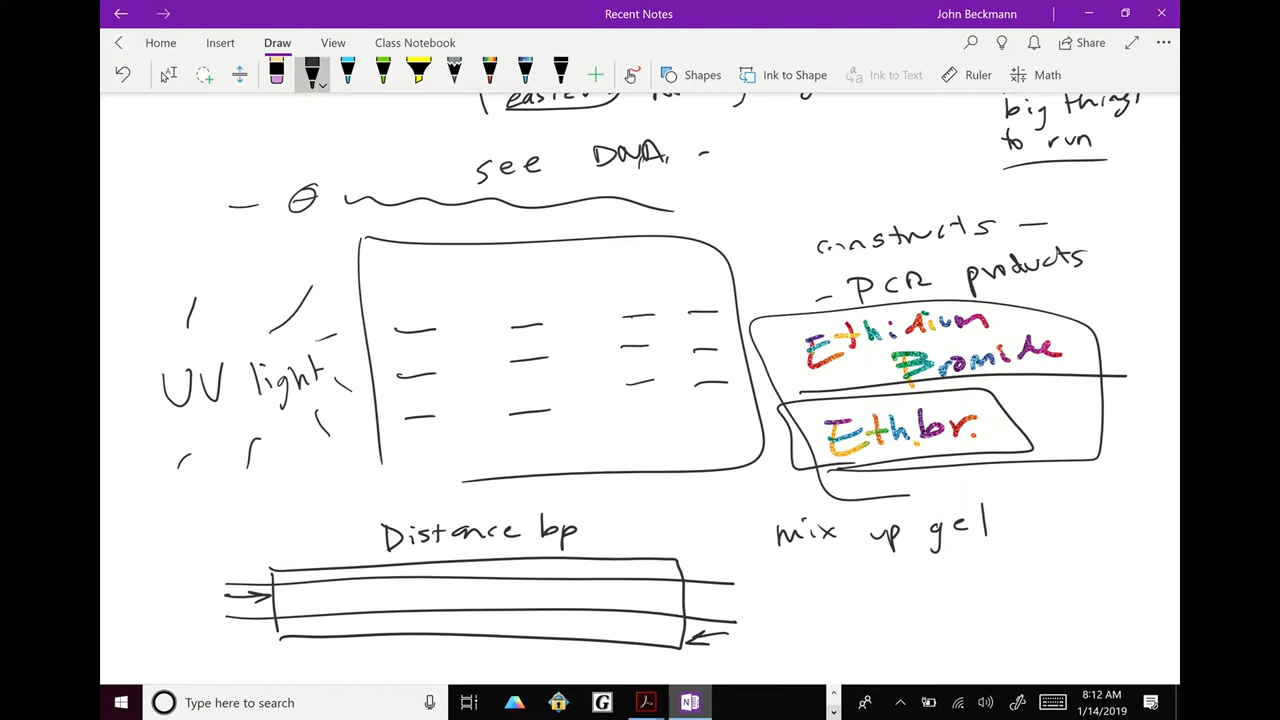 Recent Notes
John Beckmann
Home Insert Draw View Class Notebook
Share
Shapes
Ink to Shape
Ink to Text
Ruler
Math
easier
big things
to run
see DNA
constructs -
- PCR products
Ethidium
Bromide
UV light
Ethbr.
Distance bp
mix up gel
Type here to search
8:12 AM
1/14/2019